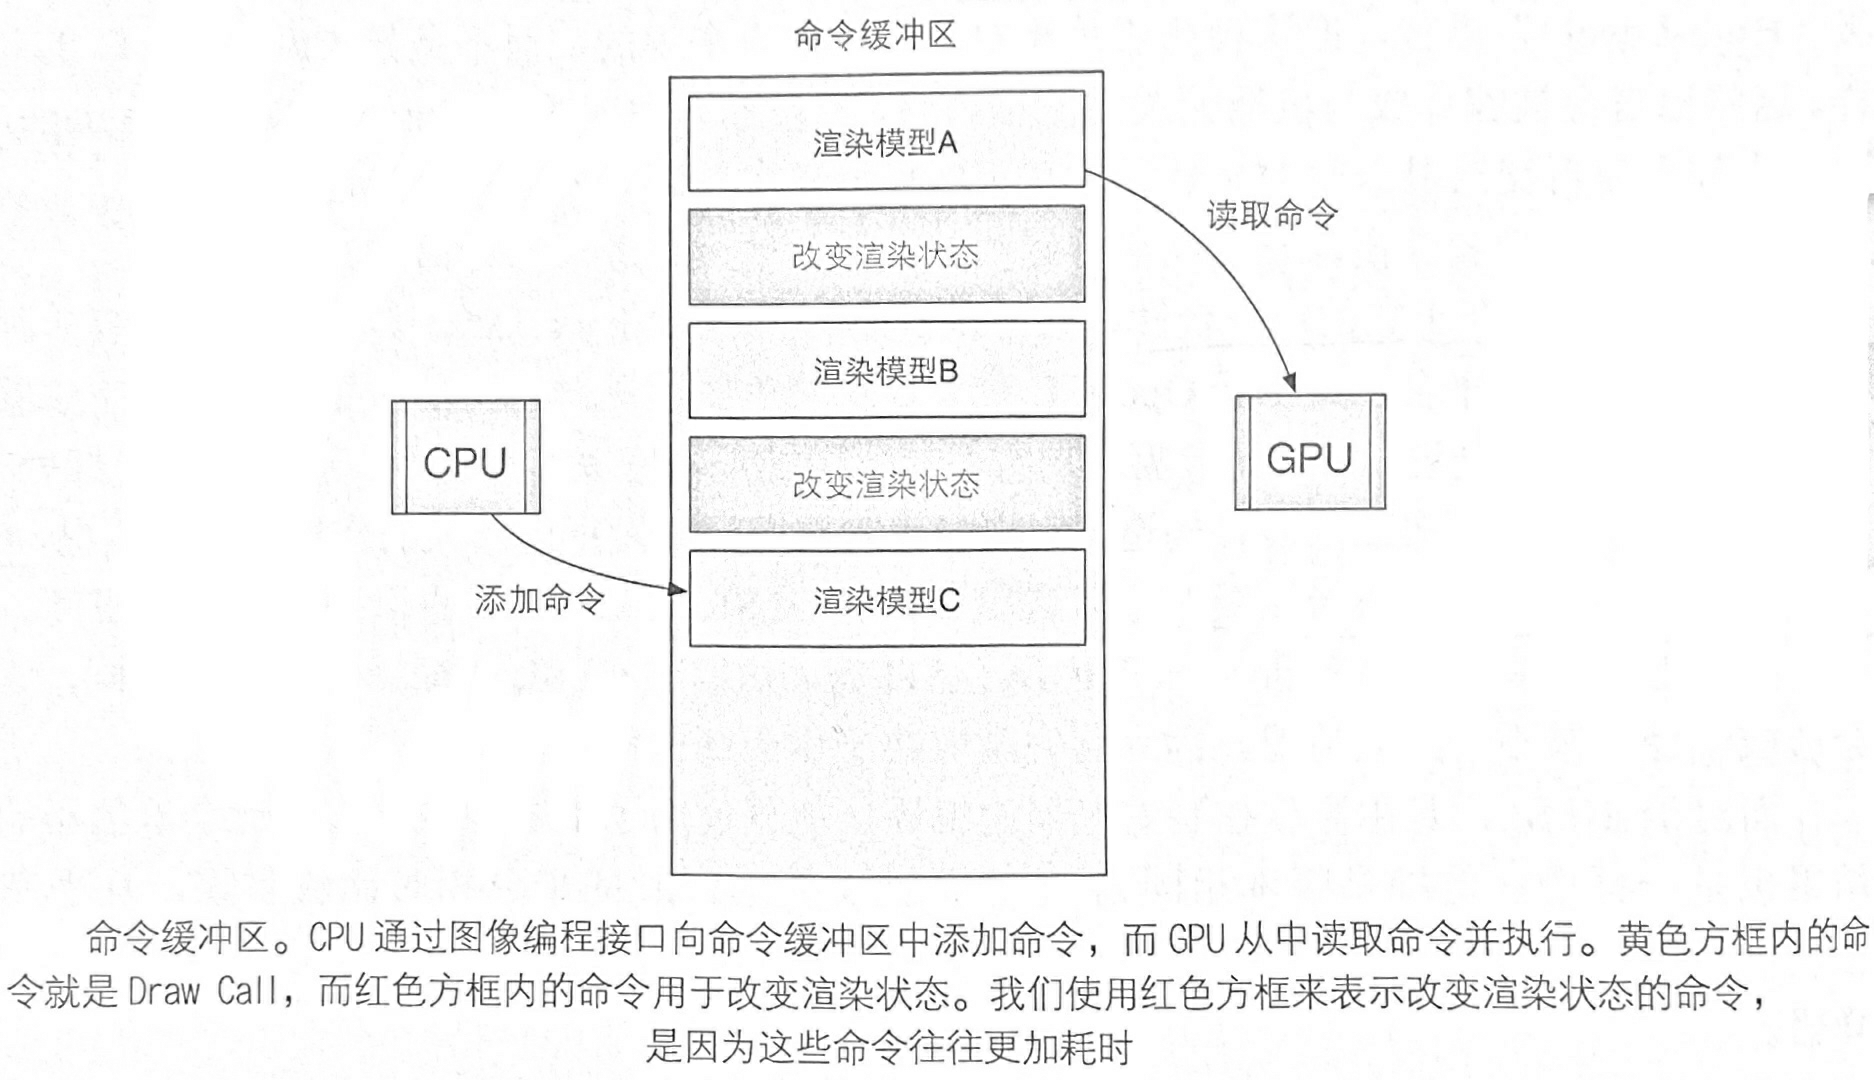 命令缓冲区
渲染模型A
读取命令
改变渲染状态
渲染模型B
CPU
GPU
改变渲染状态
添加命令
渲染模型C
命令缓冲区。CPU 通过图像编程接口向命令缓冲区中添加命令，而 GPU 从中读取命令并执行。黄色方框内的命
令就是 Draw Call，而红色方框内的命令用于改变渲染状态。我们使用红色方框来表示改变渲染状态的命令，
是因为这些命令往往更加耗时